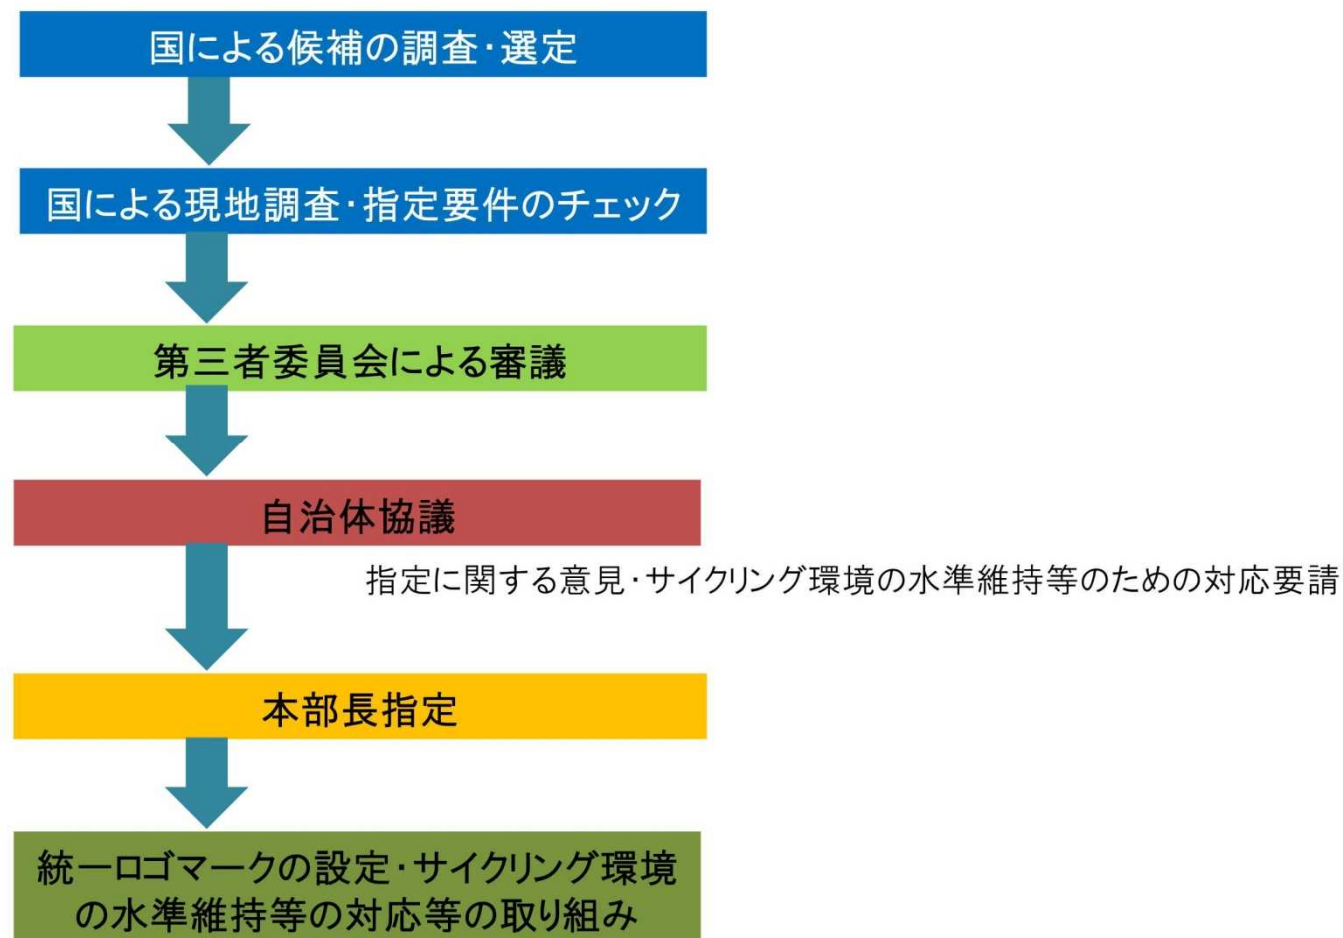 国による候補の調査・選定
国による現地調査・指定要件のチェック
第三者委員会による審議
自治体協議
指定に関する意見・サイクリング環境の水準維持等のための対応要請
本部長指定
統一ロゴマークの設定・サイクリング環境
の水準維持等の対応等の取り組み